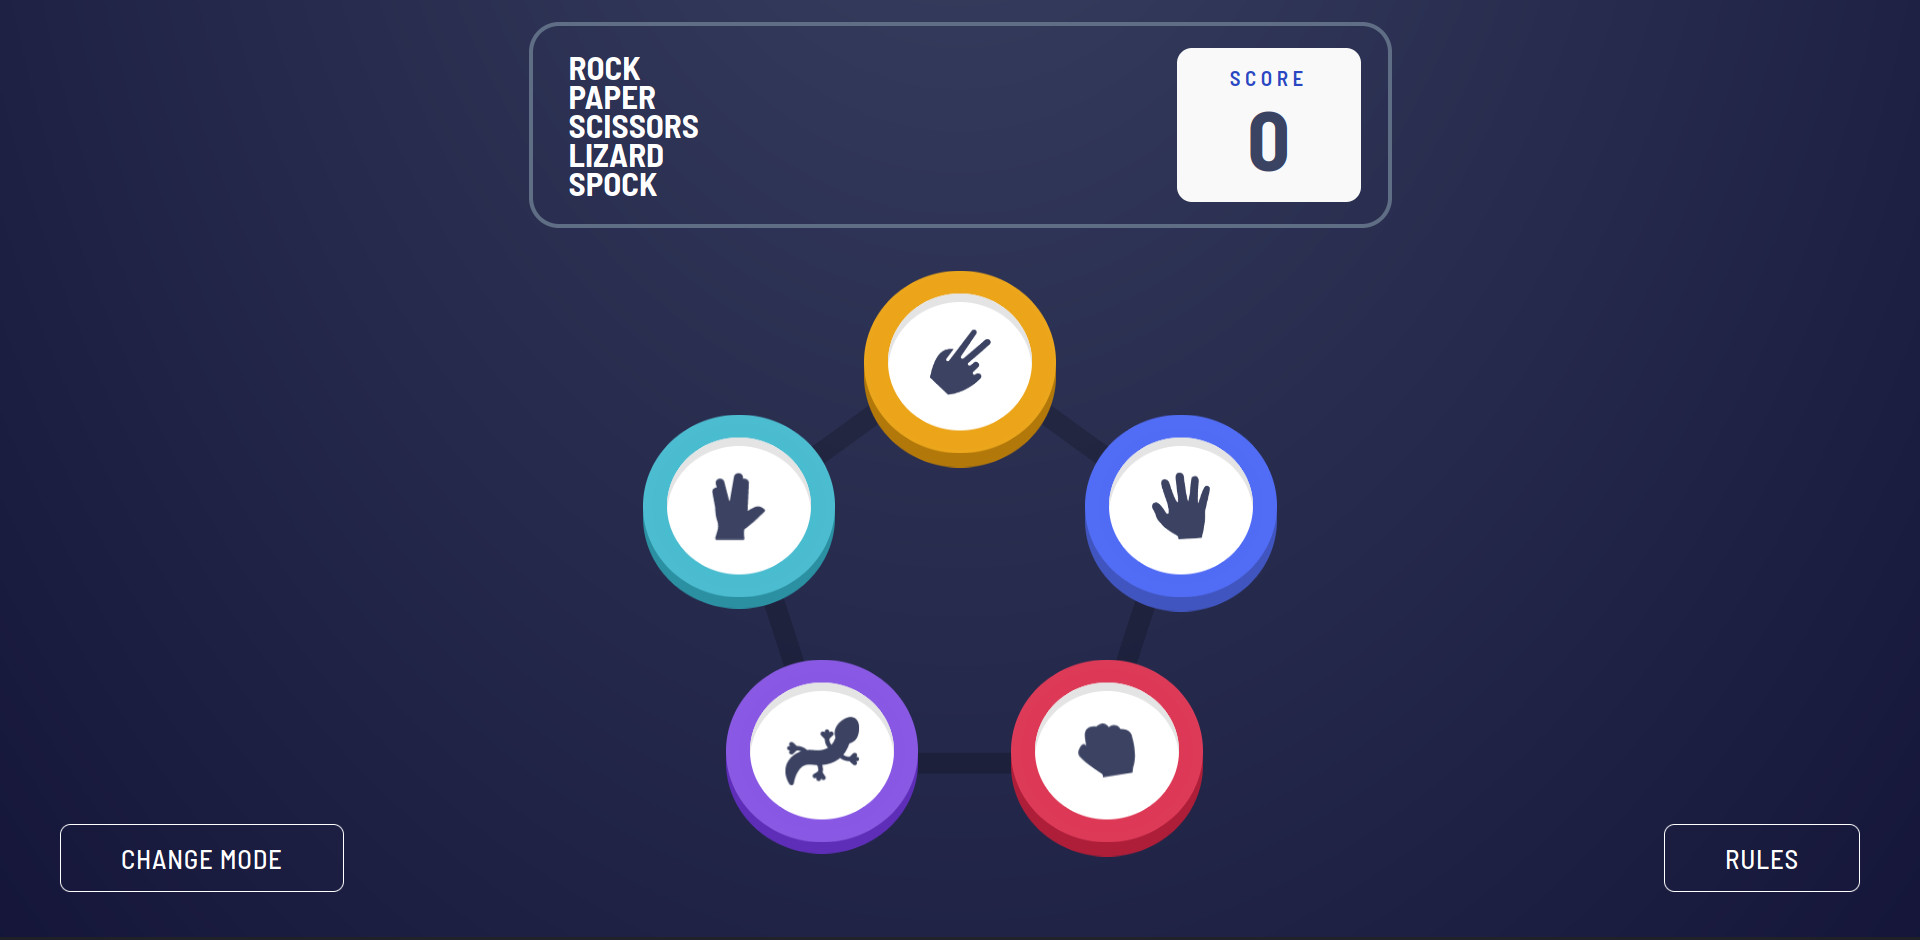 ROCK
PAPER
SCISSORS
LIZARD
SPOCK
SCORE
0
CHANGE MODE
RULES